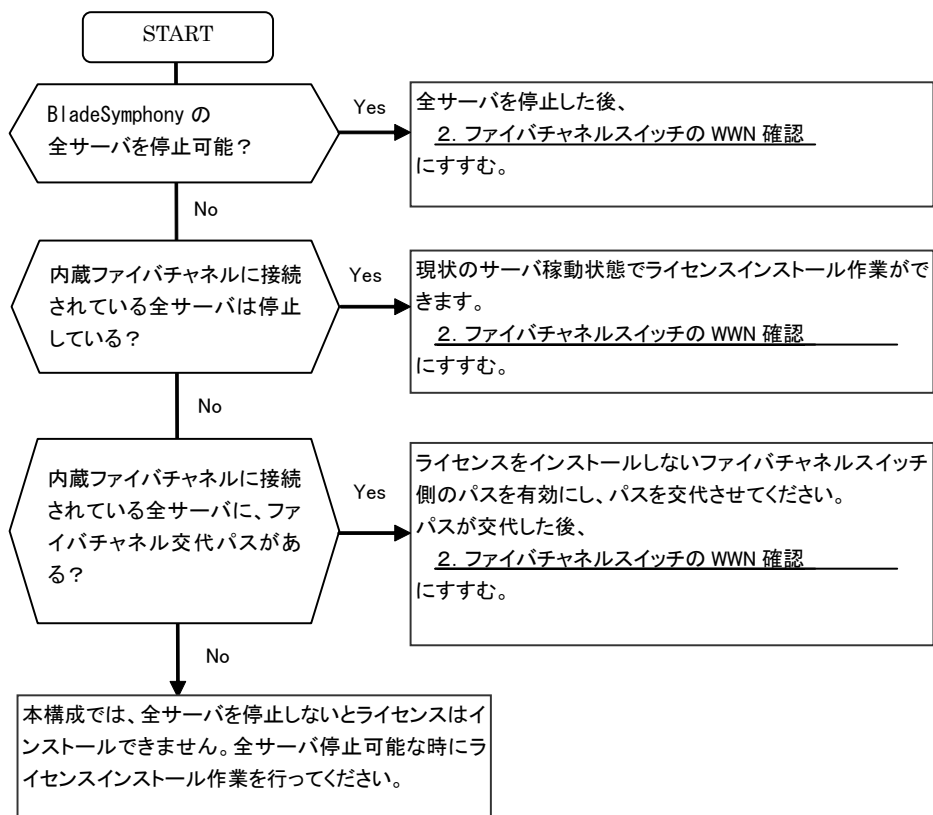 START
BladeSymphony の
全サーバを停止可能？
Yes
全サーバを停止した後、
２．ファイバチャネルスイッチの WWN 確認
にすすむ。
No
内蔵ファイバチャネルに接続
されている全サーバは停止
している？
Yes
現状のサーバ稼動状態でライセンスインストール作業がで
きます。
２．ファイバチャネルスイッチの WWN 確認
にすすむ。
No
内蔵ファイバチャネルに接続
されている全サーバに、ファ
イバチャネル交代パスがあ
る？
Yes
ライセンスをインストールしないファイバチャネルスイッチ
側のパスを有効にし、パスを交代させてください。
パスが交代した後、
２．ファイバチャネルスイッチの WWN 確認
にすすむ。
No
本構成では、全サーバを停止しないとライセンスはイ
ンストールできません。全サーバ停止可能な時にラ
イセンスインストール作業を行ってください。